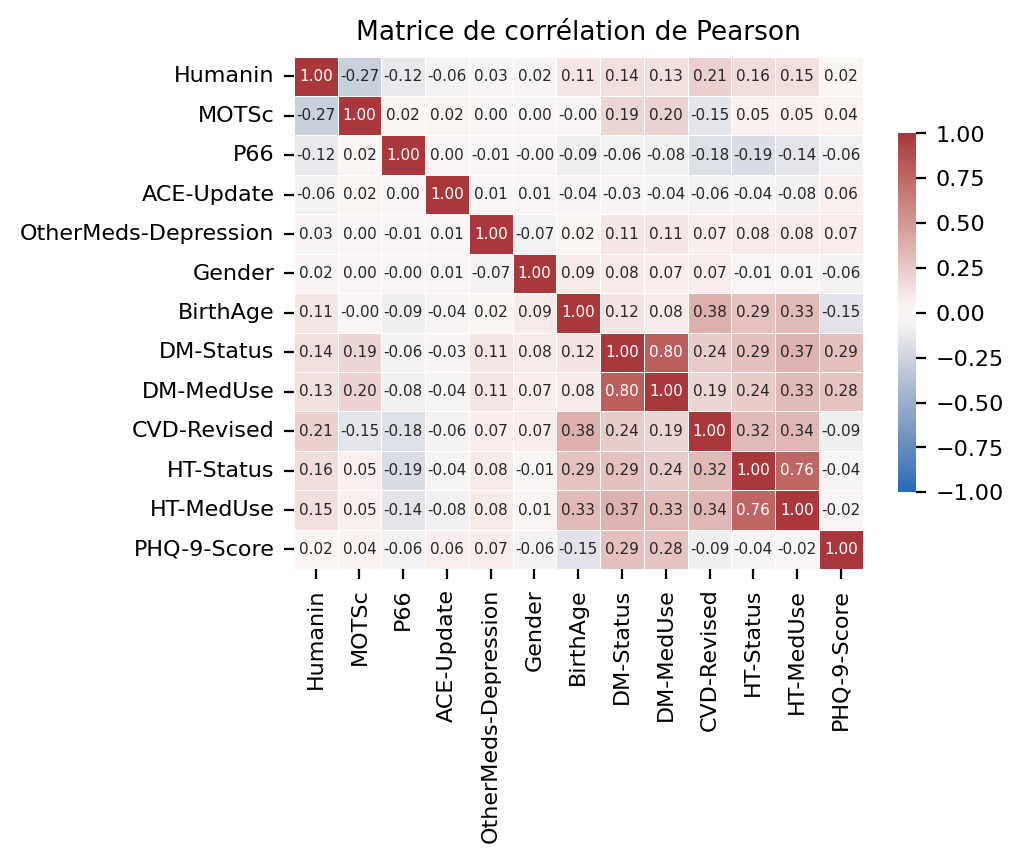 Matrice de corrélation de Pearson
Humanin 1.00 -0.27 -0.12 -0.06 0.03 0.02 0.11 0.14 0.13 0.21 0.16 0.15 0.02
MOTSc -0.27 1.00 0.02 0.02 0.00 0.00 -0.00 0.19 0.20 -0.15 0.05 0.05 0.04
P66 -0.12 0.02 1.00 0.00 -0.01 -0.00 -0.09 -0.06 -0.08 -0.18 -0.19 -0.14 -0.06
ACE-Update -0.06 0.02 0.00 1.00 0.01 0.01 -0.04 -0.03 -0.04 -0.06 -0.04 -0.08 0.06
OtherMeds-Depression 0.03 0.00 -0.01 0.01 1.00 -0.07 0.02 0.11 0.11 0.07 0.08 0.08 0.07
Gender 0.02 0.00 -0.00 0.01 -0.07 1.00 0.09 0.08 0.07 0.07 -0.01 0.01 -0.06
BirthAge 0.11 -0.00 -0.09 -0.04 0.02 0.09 1.00 0.12 0.08 0.38 0.29 0.33 -0.15
DM-Status 0.14 0.19 -0.06 -0.03 0.11 0.08 0.12 1.00 0.80 0.24 0.29 0.37 0.29
DM-MedUse 0.13 0.20 -0.08 -0.04 0.11 0.07 0.08 0.80 1.00 0.19 0.24 0.33 0.28
CVD-Revised 0.21 -0.15 -0.18 -0.06 0.07 0.07 0.38 0.24 0.19 1.00 0.32 0.34 -0.09
HT-Status 0.16 0.05 -0.19 -0.04 0.08 -0.01 0.29 0.29 0.24 0.32 1.00 0.76 -0.04
HT-MedUse 0.15 0.05 -0.14 -0.08 0.08 0.01 0.33 0.37 0.33 0.34 0.76 1.00 -0.02
PHQ-9-Score 0.02 0.04 -0.06 0.06 0.07 -0.06 -0.15 0.29 0.28 -0.09 -0.04 -0.02 1.00
Humanin
MOTSc
P66
ACE-Update
OtherMeds-Depression
Gender
BirthAge
DM-Status
DM-MedUse
CVD-Revised
HT-Status
HT-MedUse
PHQ-9-Score
1.00
0.75
0.50
0.25
0.00
−0.25
−0.50
−0.75
−1.00